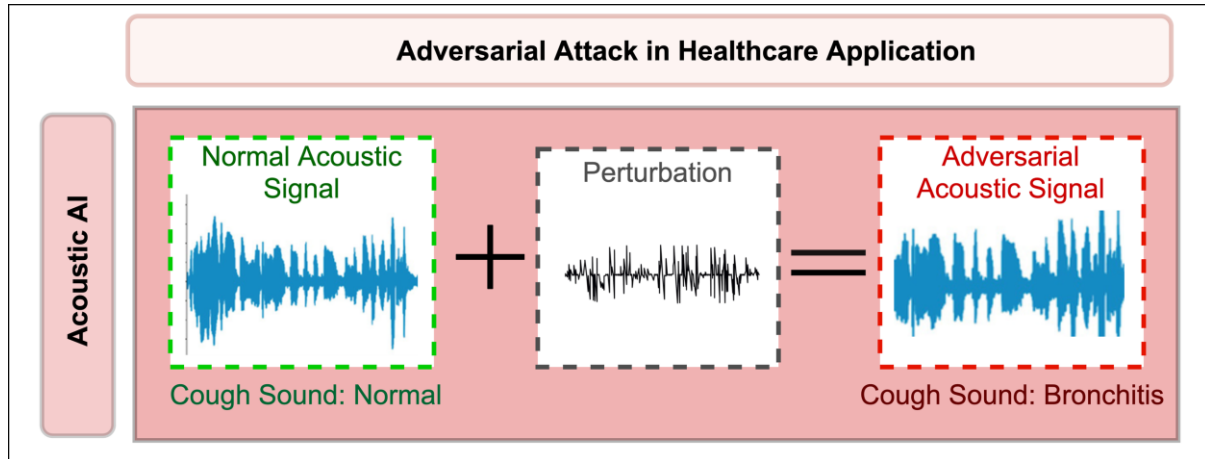 Adversarial Attack in Healthcare Application
Acoustic AI
Normal Acoustic
Signal
Perturbation
Adversarial
Acoustic Signal
Cough Sound: Normal
Cough Sound: Bronchitis